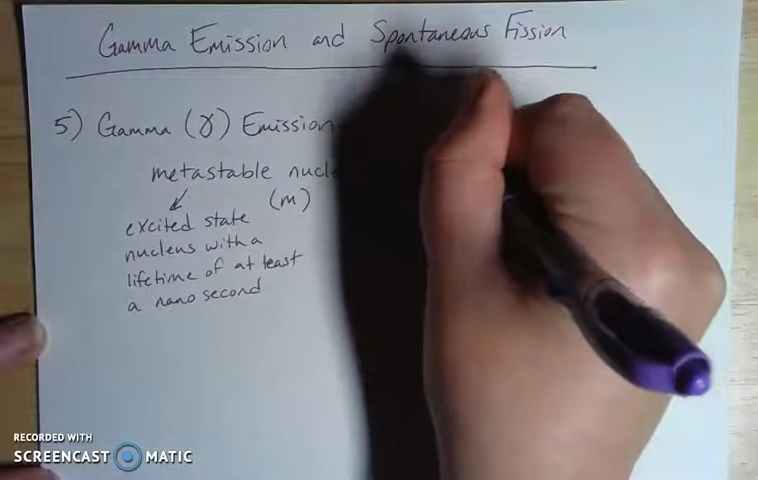 Gamma Emission and Spontaneous Fission
5) Gamma (γ) Emission
metastable
(m)
excited state
nucleus with a
lifetime of at least
a nano second
RECORDED WITH
SCREENCAST MATIC